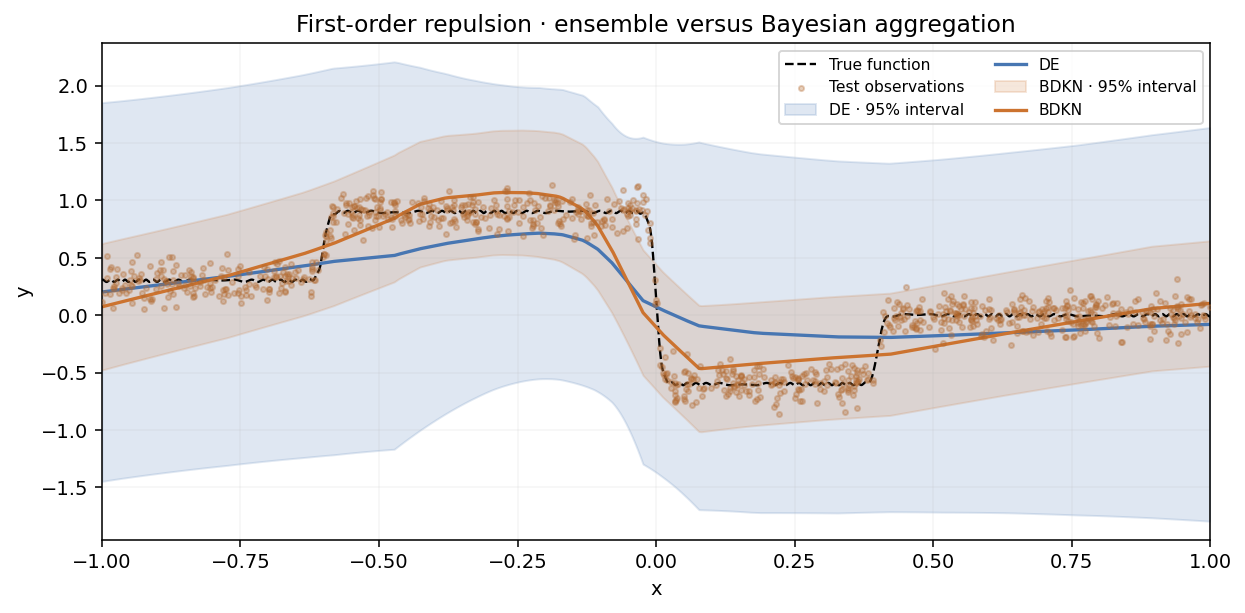 First-order repulsion · ensemble versus Bayesian aggregation
True function
Test observations
DE · 95% interval
DE
BDKN · 95% interval
BDKN
y
2.0
1.5
1.0
0.5
0.0
−0.5
−1.0
−1.5
−1.00
−0.75
−0.50
−0.25
0.00
0.25
0.50
0.75
1.00
x